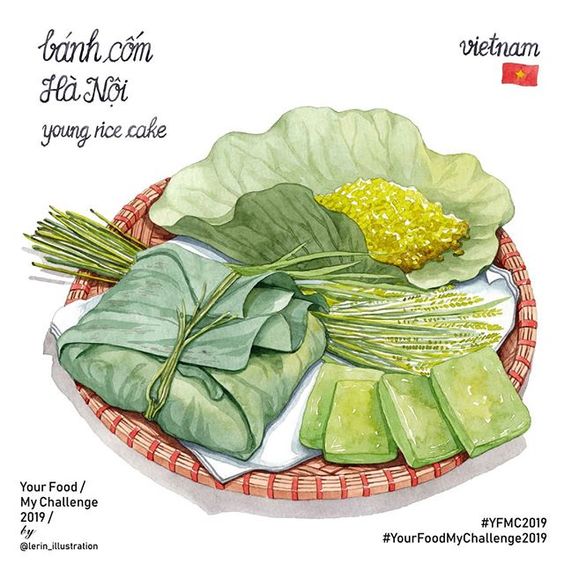 bánh cốm
Hà Nội
young rice cake
vietnam
Your Food /
My Challenge
2019 /
by
@lerin_illustration
#YFMC2019
#YourFoodMyChallenge2019